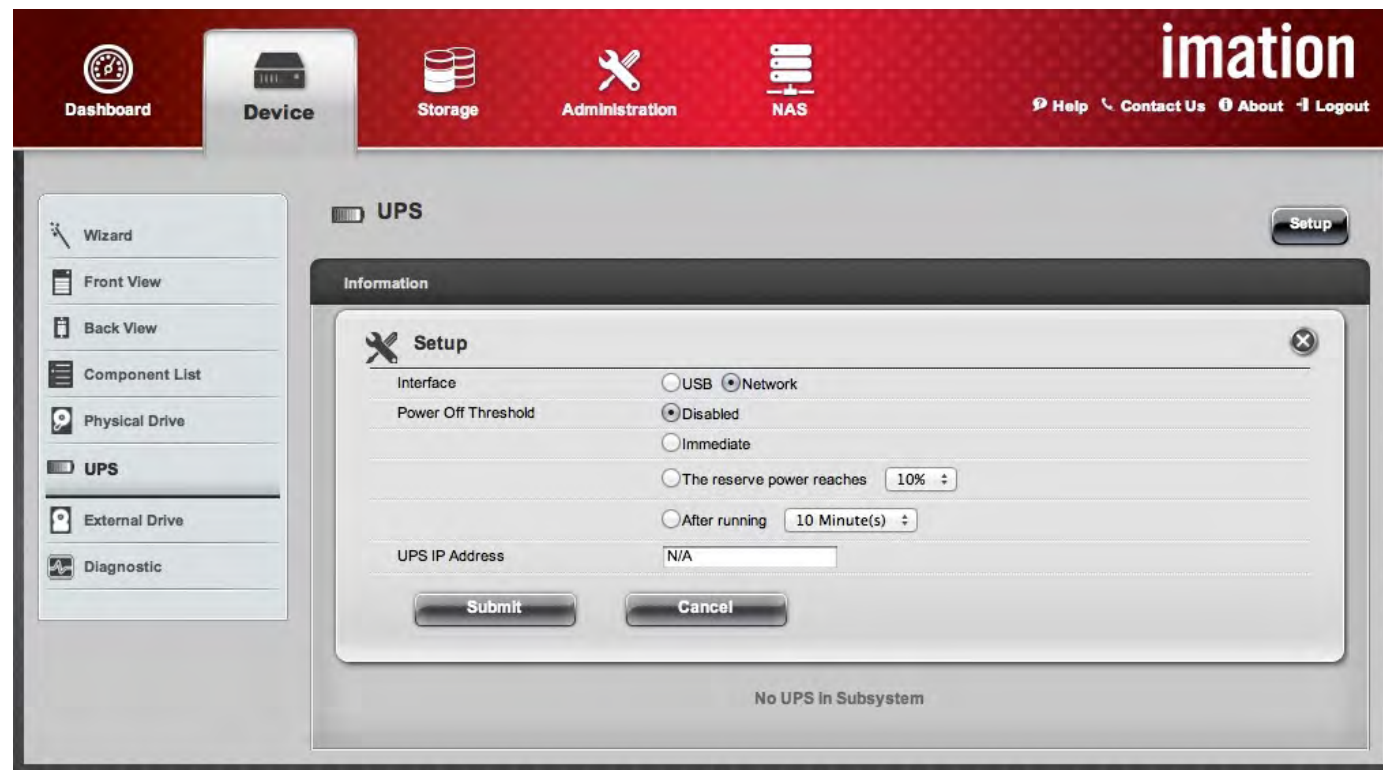 imation
Dashboard
Device
Storage
Administration
NAS
Help Contact Us About Logout
Wizard
Front View
Back View
Component List
Physical Drive
UPS
External Drive
Diagnostic
UPS
Setup
Information
Setup
Interface USB Network
Power Off Threshold Disabled
Immediate
The reserve power reaches 10%
After running 10 Minute(s)
UPS IP Address N/A
Submit Cancel
No UPS in Subsystem